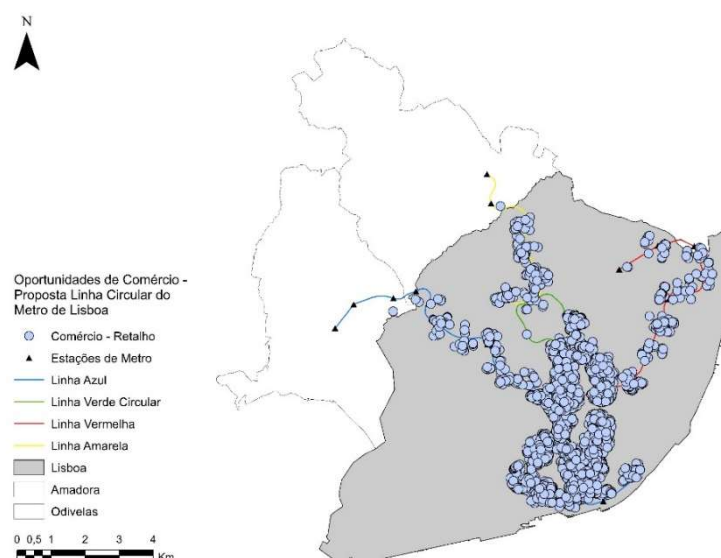 N
Oportunidades de Comércio -
Proposta Linha Circular do
Metro de Lisboa
Comércio - Retalho
Estações de Metro
Linha Azul
Linha Verde Circular
Linha Vermelha
Linha Amarela
Lisboa
Amadora
Odivelas
0 0,5 1 2 3 4
Km